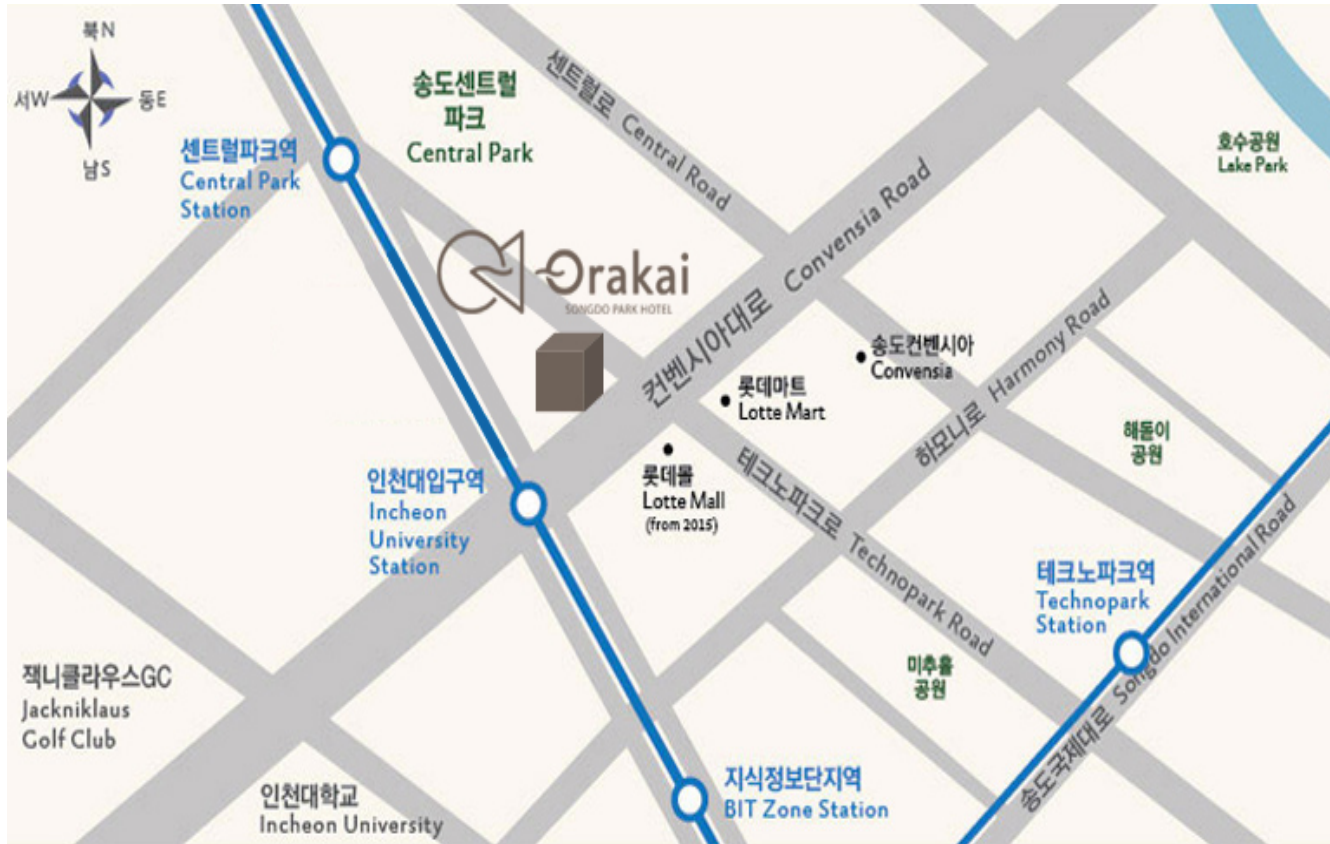 북N
서W
동E
남S
센트럴파크역
Central Park
Station
송도센트럴
파크
Central Park
센트럴로 Central Road
호수공원
Lake Park
Orakai
SONGDO PARK HOTEL
컨벤시아대로 Convensia Road
송도컨벤시아
Convensia
롯데마트
Lotte Mart
하모니로 Harmony Road
해돋이
공원
롯데몰
Lotte Mall
(from 2015)
테크노파크로 Technopark Road
인천대입구역
Incheon
University
Station
테크노파크역
Technopark
Station
송도국제대로 Songdo International Road
미추홀
공원
잭니클라우스GC
Jackniklaus
Golf Club
인천대학교
Incheon University
지식정보단지역
BIT Zone Station